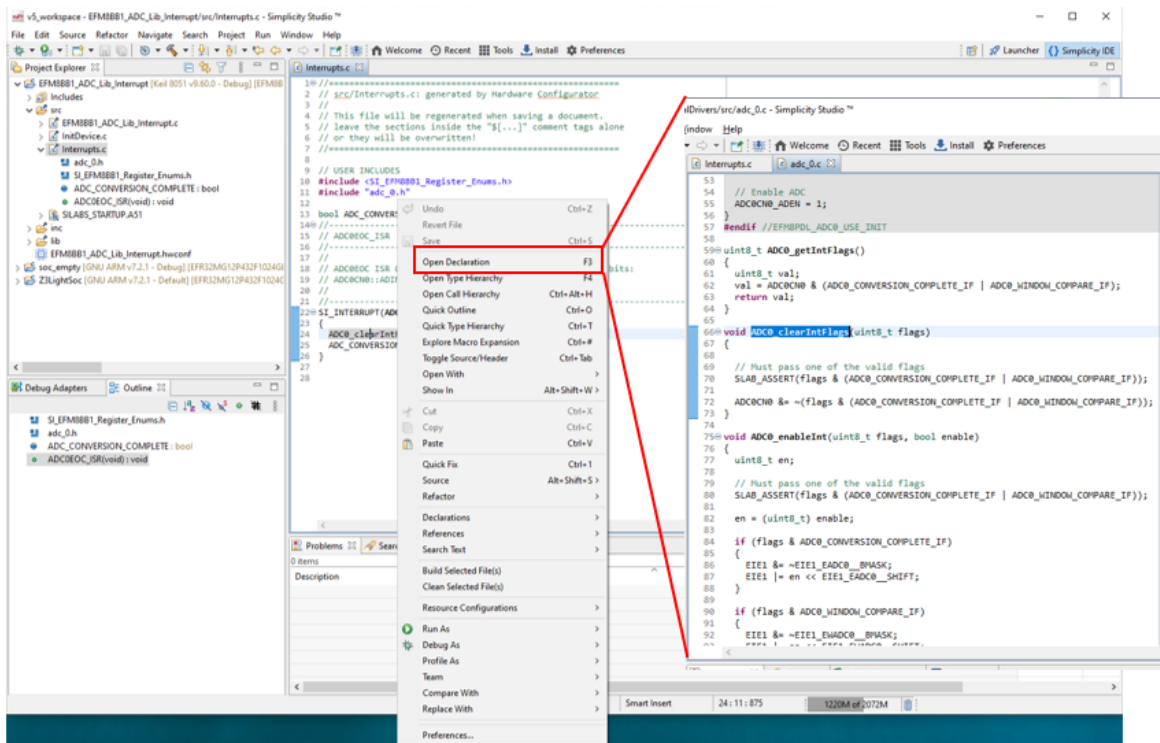 v5_workspace - EFM8BB1_ADC_Lib_Interrupt/src/Interrupts.c - Simplicity Studio ™
File Edit Source Refactor Navigate Search Project Run Window Help
Welcome Recent Tools Install Preferences
Launcher Simplicity IDE
Project Explorer
EFM8BB1_ADC_Lib_Interrupt [Keil 8051 v9.60.0 - Debug] [EFM8B
Includes
src
EFM8BB1_ADC_Lib_Interrupt.c
InitDevice.c
Interrupts.c
adc_0.h
SI_EFM8BB1_Register_Enums.h
ADC_CONVERSION_COMPLETE : bool
ADC0EOC_ISR(void) : void
SILABS_STARTUP.A51
inc
lib
EFM8BB1_ADC_Lib_Interrupt.hwconf
soc_empty [GNU ARM v7.2.1 - Debug] [EFR32MG12P432F1024Gl
Z3LightSoc [GNU ARM v7.2.1 - Default] [EFR32MG12P432F1024G
Debug Adapters
Outline
SI_EFM8BB1_Register_Enums.h
adc_0.h
ADC_CONVERSION_COMPLETE : bool
ADC0EOC_ISR(void) : void
Interrupts.c
1 //=========================================================
2 // src/Interrupts.c: generated by Hardware Configurator
3 //
4 // This file will be regenerated when saving a document.
5 // leave the sections inside the "$[...]" comment tags alone
6 // or they will be overwritten!
7 //=========================================================
8
9 // USER INCLUDES
10 #include <SI_EFM8BB1_Register_Enums.h>
11 #include "adc_0.h"
12
13 bool ADC_CONVERS
14 //-----
15 // ADC0EOC_ISR
16 //-----
17 //
18 // ADC0EOC ISR ( bits:
19 // ADC0CN0::ADIN
20 //
21 //-----
22 SI_INTERRUPT(ADC
23 {
24 ADC0_clearIntF
25 ADC_CONVERSION
26 }
27
28
Undo Ctrl+Z
Revert File
Save Ctrl+S
Open Declaration F3
Open Type Hierarchy F4
Open Call Hierarchy Ctrl+Alt+H
Quick Outline Ctrl+O
Quick Type Hierarchy Ctrl+T
Explore Macro Expansion Ctrl+#
Toggle Source/Header Ctrl+Tab
Open With >
Show In Alt+Shift+W >
Cut Ctrl+X
Copy Ctrl+C
Paste Ctrl+V
Quick Fix Ctrl+1
Source Alt+Shift+S >
Refactor >
Declarations >
References >
Search Text >
Build Selected File(s)
Clean Selected File(s)
Resource Configurations >
Run As >
Debug As >
Profile As >
Team >
Compare With >
Replace With >
Preferences...
Problems Sear
0 items
Description
Smart Insert 24 : 11 : 875 1220M of 2072M
lDrivers/src/adc_0.c - Simplicity Studio ™
indow Help
Welcome Recent Tools Install Preferences
Interrupts.c adc_0.c
53
54 // Enable ADC
55 ADC0CN0_ADEN = 1;
56 }
57 #endif //EFM8PDL_ADC0_USE_INIT
58
59 uint8_t ADC0_getIntFlags()
60 {
61 uint8_t val;
62 val = ADC0CN0 & (ADC0_CONVERSION_COMPLETE_IF | ADC0_WINDOW_COMPARE_IF);
63 return val;
64 }
65
66 void ADC0_clearIntFlags(uint8_t flags)
67 {
68
69 // Must pass one of the valid flags
70 SLAB_ASSERT(flags & (ADC0_CONVERSION_COMPLETE_IF | ADC0_WINDOW_COMPARE_IF));
71
72 ADC0CN0 &= ~(flags & (ADC0_CONVERSION_COMPLETE_IF | ADC0_WINDOW_COMPARE_IF));
73 }
74
75 void ADC0_enableInt(uint8_t flags, bool enable)
76 {
77 uint8_t en;
78
79 // Must pass one of the valid flags
80 SLAB_ASSERT(flags & (ADC0_CONVERSION_COMPLETE_IF | ADC0_WINDOW_COMPARE_IF));
81
82 en = (uint8_t) enable;
83
84 if (flags & ADC0_CONVERSION_COMPLETE_IF)
85 {
86 EIE1 &= ~EIE1_EADC0__BMASK;
87 EIE1 |= en << EIE1_EADC0__SHIFT;
88 }
89
90 if (flags & ADC0_WINDOW_COMPARE_IF)
91 {
92 EIE1 &= ~EIE1_EWADC0__BMASK;